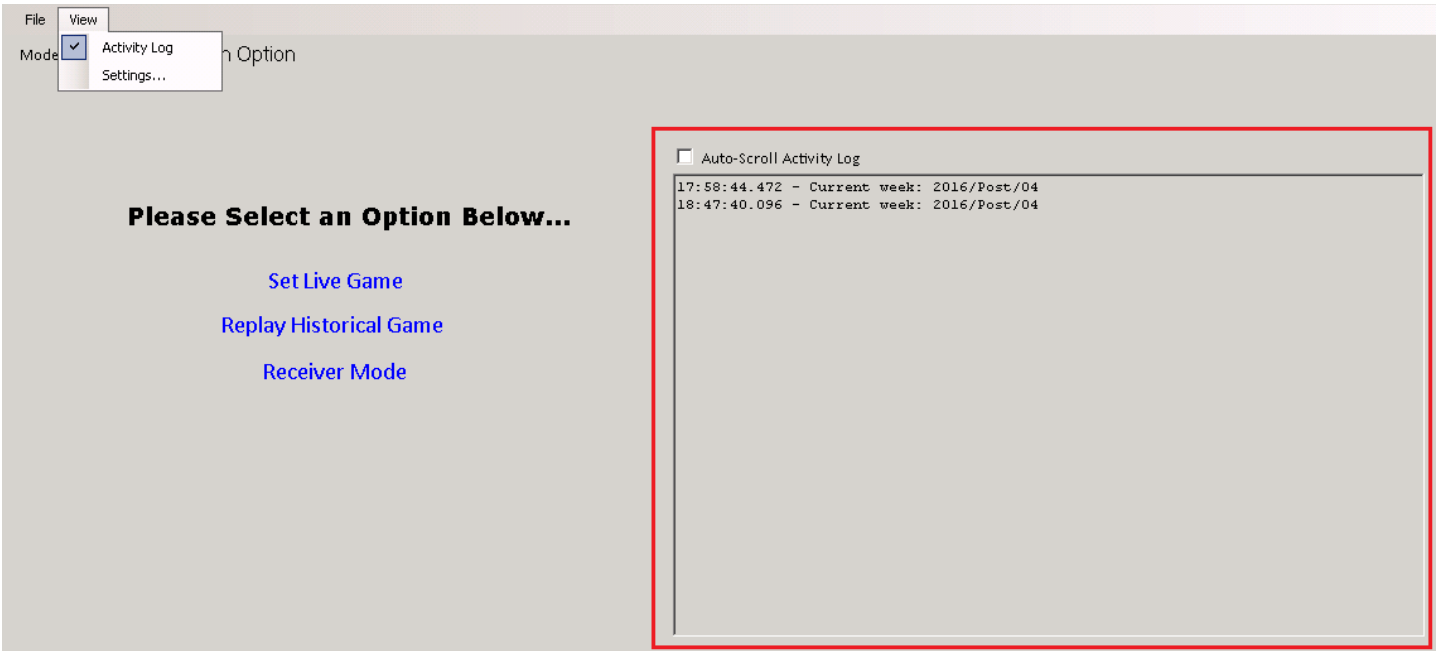 File View
Activity Log
Mode
n Option
Settings...
Auto-Scroll Activity Log
17:58:44.472 - Current week: 2016/Post/04
18:47:40.096 - Current week: 2016/Post/04
Please Select an Option Below...
Set Live Game
Replay Historical Game
Receiver Mode